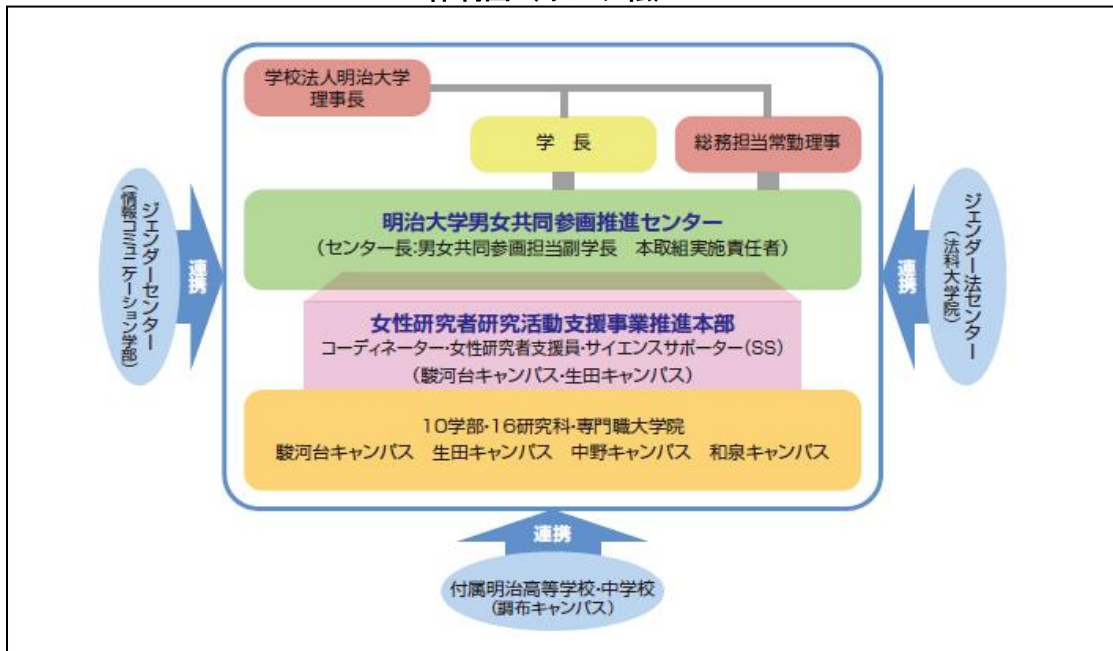 学校法人明治大学
理事長
学　長
総務担当常勤理事
明治大学男女共同参画推進センター
(センター長:男女共同参画担当副学長　本取組実施責任者)
女性研究者研究活動支援事業推進本部
コーディネーター・女性研究者支援員・サイエンスサポーター(SS)
(駿河台キャンパス・生田キャンパス)
10学部・16研究科・専門職大学院
駿河台キャンパス　生田キャンパス　中野キャンパス　和泉キャンパス
ジェンダーセンター
(情報コミュニケーション学部)
連携
連携
ジェンダー法センター
(法科大学院)
連携
付属明治高等学校・中学校
(調布キャンパス)